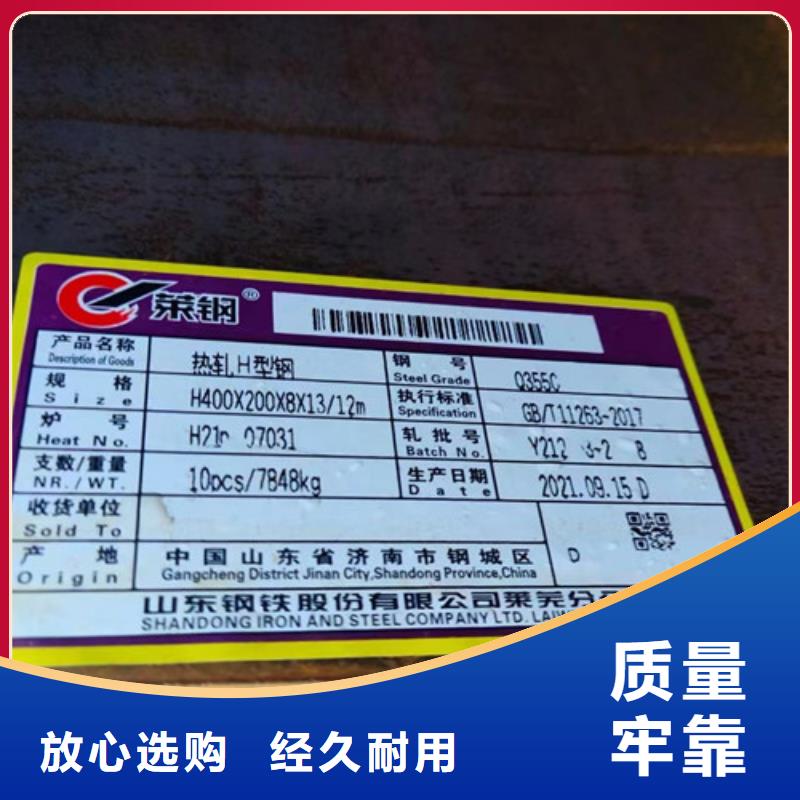 莱钢®
产品名称 热轧H型钢 钢号 Q355C
Description of Goods Steel Grade
规格 H400X200X8X13/12m 执行标准 GB/T11263-2017
Size Specification
炉号 轧批号
Heat No. Batch No.
支数/重量 10pcs/7848kg 生产日期 2021.09.15 D
NR./WT. Date
收货单位
Sold To
D
产地 中国山东省济南市钢城区
Origin Gangcheng District Jinan City,Shandong Province,China
山东钢铁股份有限公司莱芜
SHANDONG IRON AND STEEL COMPANY LTD.
质量
牢靠
放心选购 经久耐用